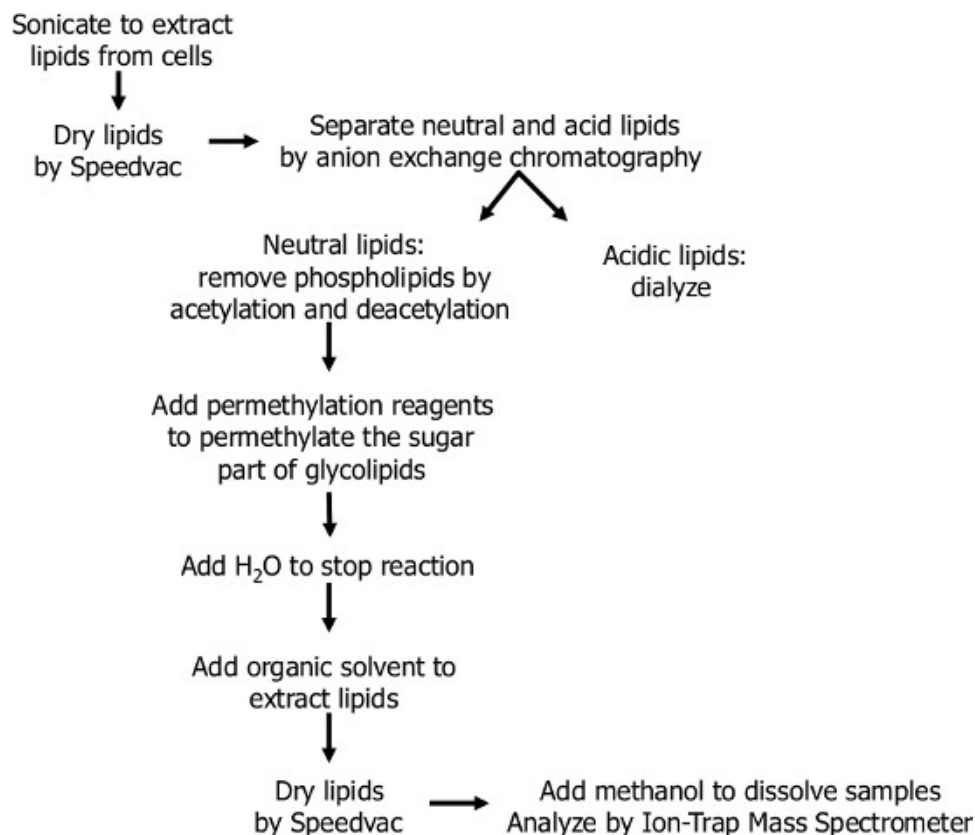 Sonicate to extract
lipids from cells
Dry lipids
by Speedvac
Separate neutral and acid lipids
by anion exchange chromatography
Neutral lipids:
remove phospholipids by
acetylation and deacetylation
Acidic lipids:
dialyze
Add permethylation reagents
to permethylate the sugar
part of glycolipids
Add H₂O to stop reaction
Add organic solvent to
extract lipids
Dry lipids
by Speedvac
Add methanol to dissolve samples
Analyze by Ion-Trap Mass Spectrometer